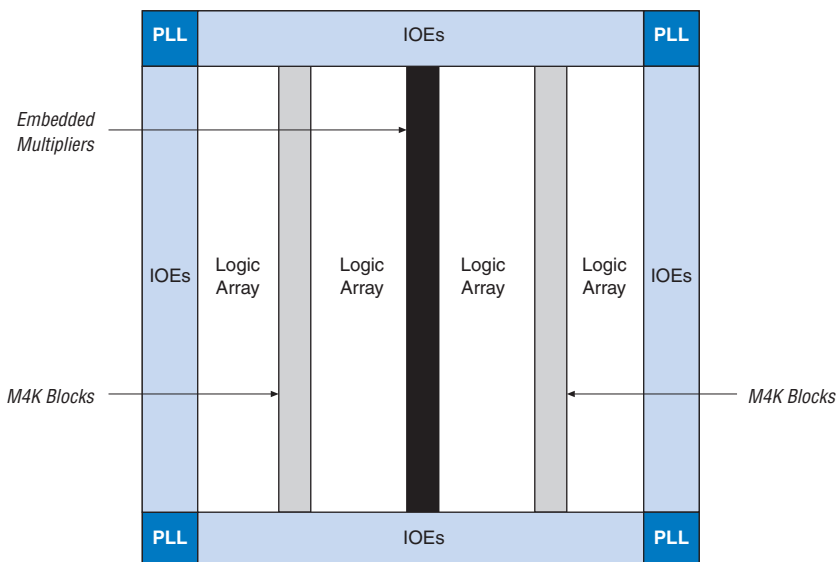 PLL
IOEs
PLL
Embedded
Multipliers
IOEs
Logic
Array
Logic
Array
Logic
Array
Logic
Array
IOEs
M4K Blocks
M4K Blocks
PLL
IOEs
PLL